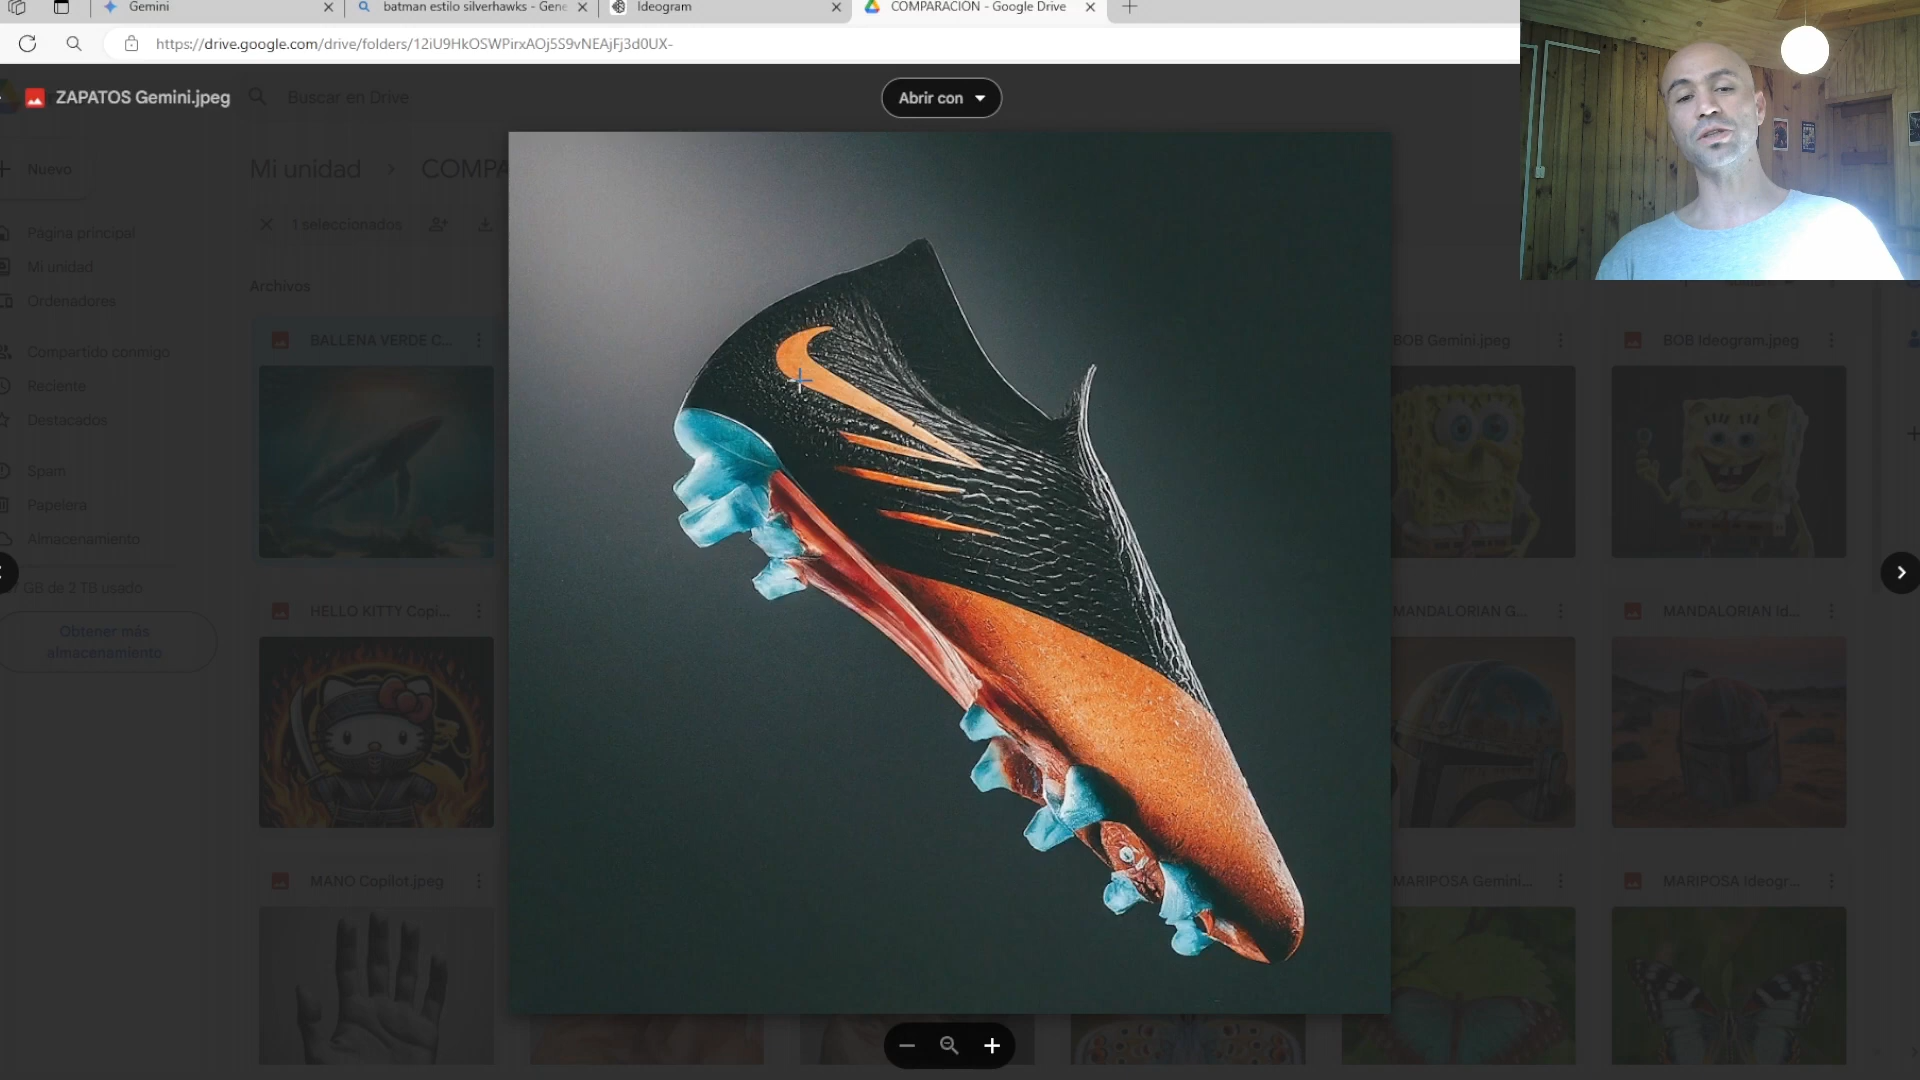 Gemini
batman estilo silverhawks - Gene
Ideogram
COMPARACION - Google Drive
https://drive.google.com/drive/folders/12iU9HkOSWPirxAOj5S9vNEAjFj3d0UX-
ZAPATOS Gemini.jpeg
Buscar en Drive
Abrir con
Nuevo
Mi unidad
COMPA
1 seleccionados
Página principal
Mi unidad
Ordenadores
Archivos
Compartido conmigo
Reciente
Destacados
Spam
Papelera
Almacenamiento
GB de 2 TB usado
Obtener más
almacenamiento
BALLENA VERDE C...
BOB Gemini.jpeg
BOB Ideogram.jpeg
HELLO KITTY Copi...
MANDALORIAN G...
MANDALORIAN Id...
MANO Copilot.jpeg
MARIPOSA Gemini...
MARIPOSA Ideogr...